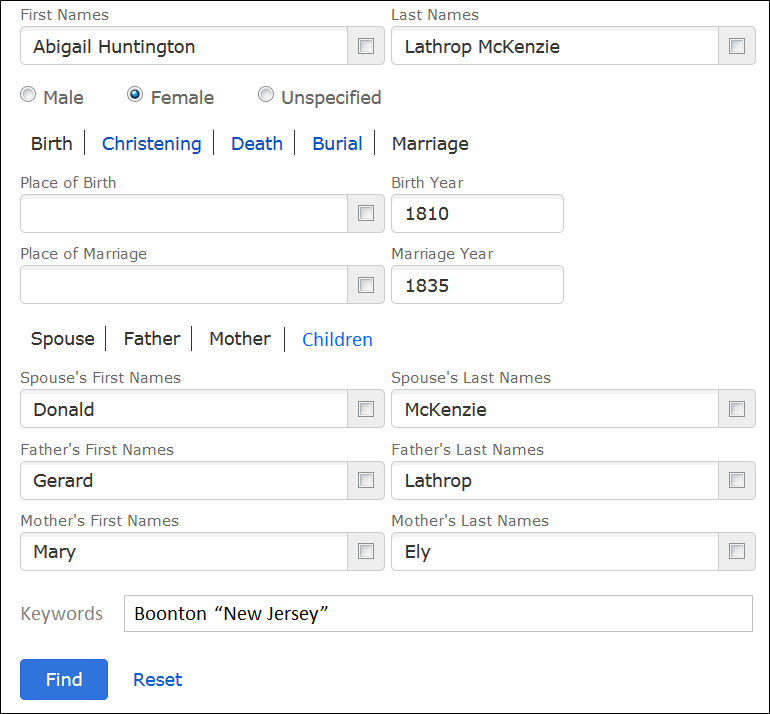 First Names Last Names
Abigail Huntington Lathrop McKenzie
Male Female Unspecified
Birth Christening Death Burial Marriage
Place of Birth Birth Year
1810
Place of Marriage Marriage Year
1835
Spouse Father Mother Children
Spouse's First Names Spouse's Last Names
Donald McKenzie
Father's First Names Father's Last Names
Gerard Lathrop
Mother's First Names Mother's Last Names
Mary Ely
Keywords Boonton “New Jersey”
Find Reset